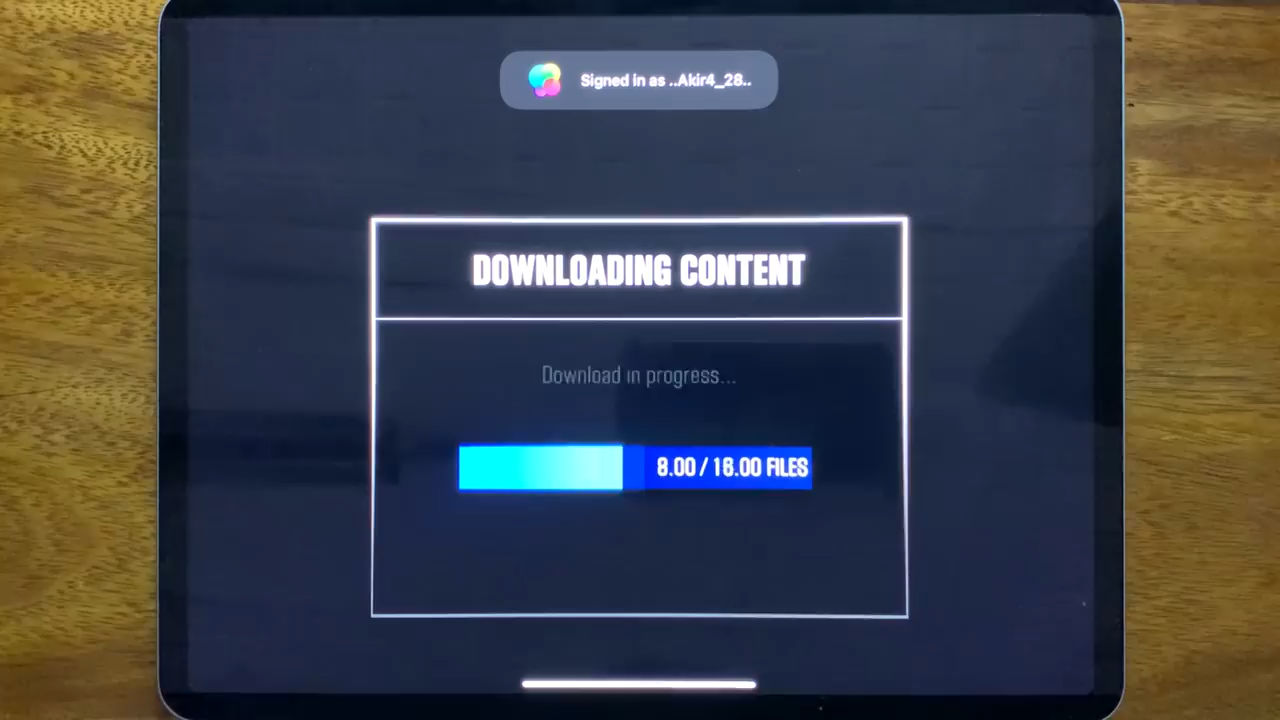 Signed in as ..Akir4_28..
DOWNLOADING CONTENT
Download in progress...
8.00 / 16.00 FILES